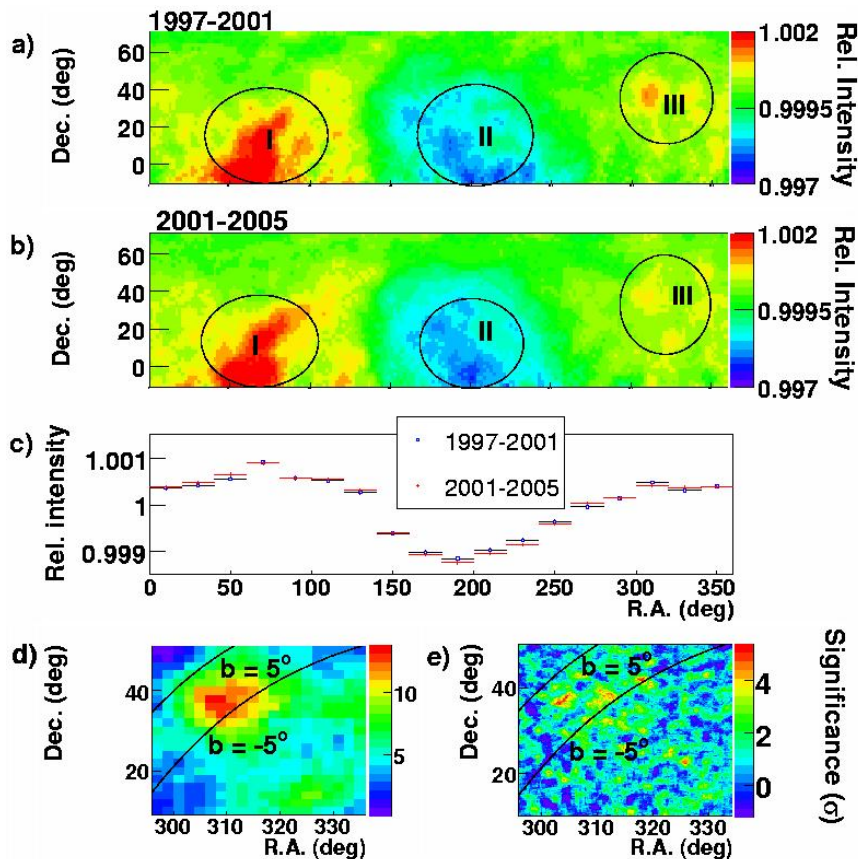 1997-2001
a)
60
40
20
0
Dec. (deg)
I
II
III
1.002
0.9995
0.997
Rel. Intensity
2001-2005
b)
60
40
20
0
Dec. (deg)
I
II
III
1.002
0.9995
0.997
Rel. Intensity
c)
1.001
1
0.999
Rel. intensity
1997-2001
2001-2005
0 50 100 150 200 250 300 350
R.A. (deg)
d)
40
20
Dec. (deg)
b = 5°
b = -5°
10
5
300 310 320 330
R.A. (deg)
e)
40
20
Dec. (deg)
b = 5°
b = -5°
4
2
0
Significance (σ)
300 310 320 330
R.A. (deg)